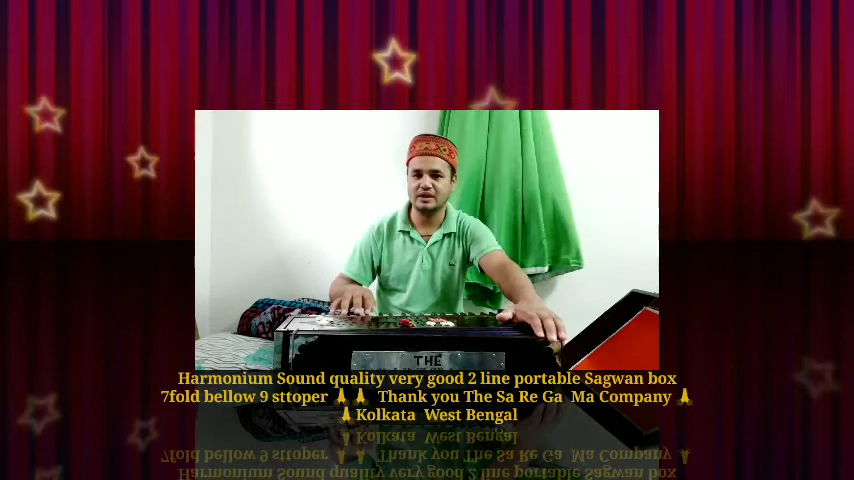 THE
Harmonium Sound quality very good 2 line portable Sagwan box
7fold bellow 9 sttoper 🙏🙏 Thank you The Sa Re Ga Ma Company 🙏
🙏Kolkata West Bengal